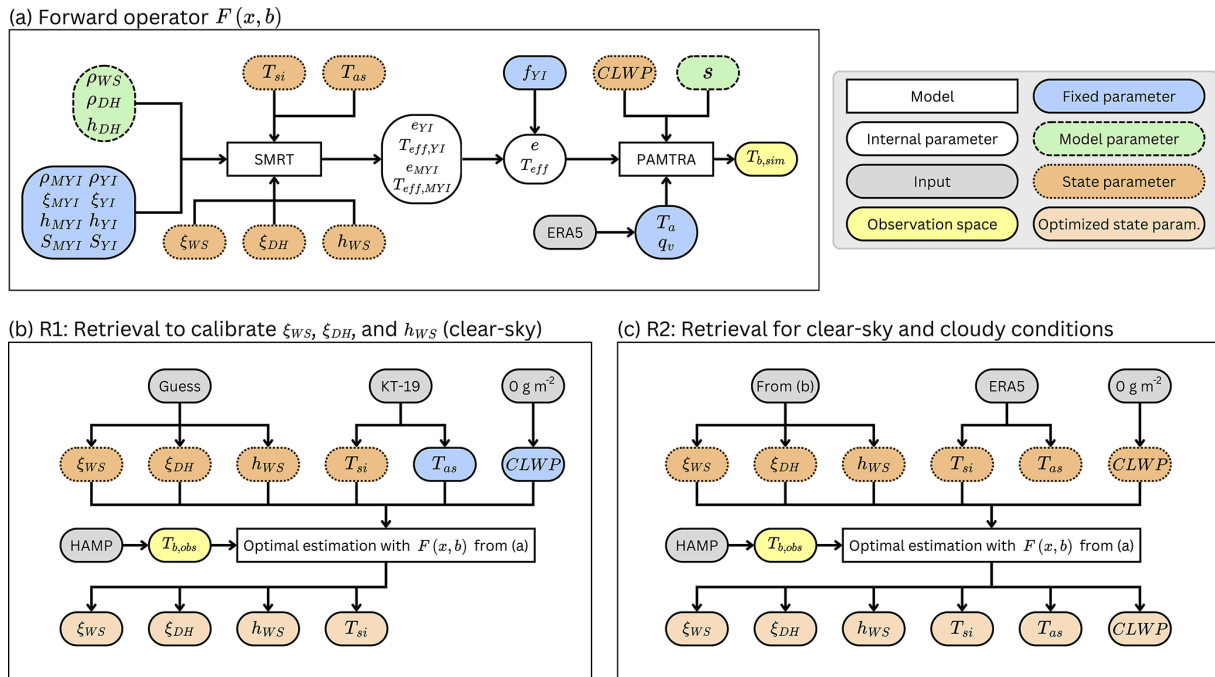 (a) Forward operator F(x, b)
ρ_WS
ρ_DH
h_DH
ρ_MYI ρ_YI
ξ_MYI ξ_YI
h_MYI h_YI
S_MYI S_YI
T_si
T_as
SMRT
ξ_WS
ξ_DH
h_WS
e_YI
T_eff,YI
e_MYI
T_eff,MYI
f_YI
e
T_eff
CLWP
s
PAMTRA
T_b,sim
ERA5
T_a
q_v
Model
Fixed parameter
Internal parameter
Model parameter
Input
State parameter
Observation space
Optimized state param.
(b) R1: Retrieval to calibrate ξ_WS, ξ_DH, and h_WS (clear-sky)
Guess
KT-19
0 g m⁻²
ξ_WS
ξ_DH
h_WS
T_si
T_as
CLWP
HAMP
T_b,obs
Optimal estimation with F(x, b) from (a)
ξ_WS
ξ_DH
h_WS
T_si
(c) R2: Retrieval for clear-sky and cloudy conditions
From (b)
ERA5
0 g m⁻²
ξ_WS
ξ_DH
h_WS
T_si
T_as
CLWP
HAMP
T_b,obs
Optimal estimation with F(x, b) from (a)
ξ_WS
ξ_DH
h_WS
T_si
T_as
CLWP